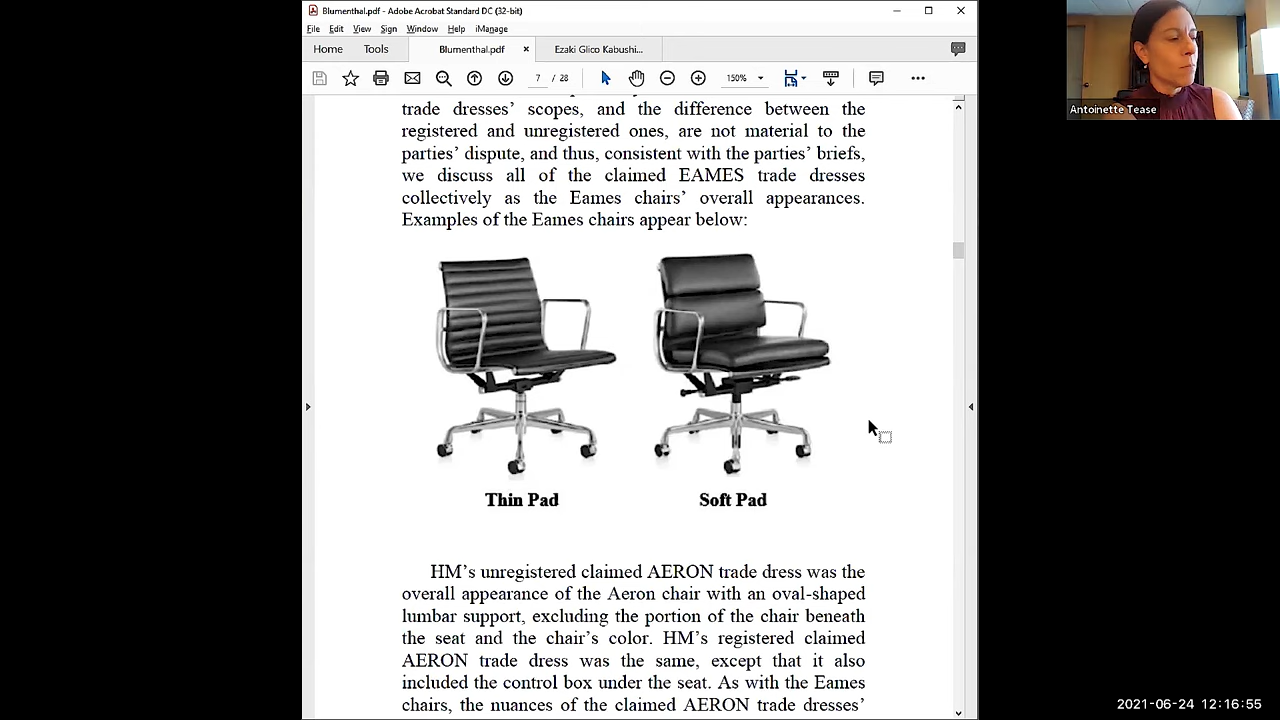 Blumenthal.pdf - Adobe Acrobat Standard DC (32-bit)
File Edit View Sign Window Help iManage
Home Tools Blumenthal.pdf × Ezaki Glico Kabushi...
7 / 28 150%
trade dresses’ scopes, and the difference between the
registered and unregistered ones, are not material to the
parties’ dispute, and thus, consistent with the parties’ briefs,
we discuss all of the claimed EAMES trade dresses
collectively as the Eames chairs’ overall appearances.
Examples of the Eames chairs appear below:
Thin Pad Soft Pad
HM’s unregistered claimed AERON trade dress was the
overall appearance of the Aeron chair with an oval-shaped
lumbar support, excluding the portion of the chair beneath
the seat and the chair’s color. HM’s registered claimed
AERON trade dress was the same, except that it also
included the control box under the seat. As with the Eames
chairs, the nuances of the claimed AERON trade dresses’
Antoinette Tease
2021-06-24 12:16:55